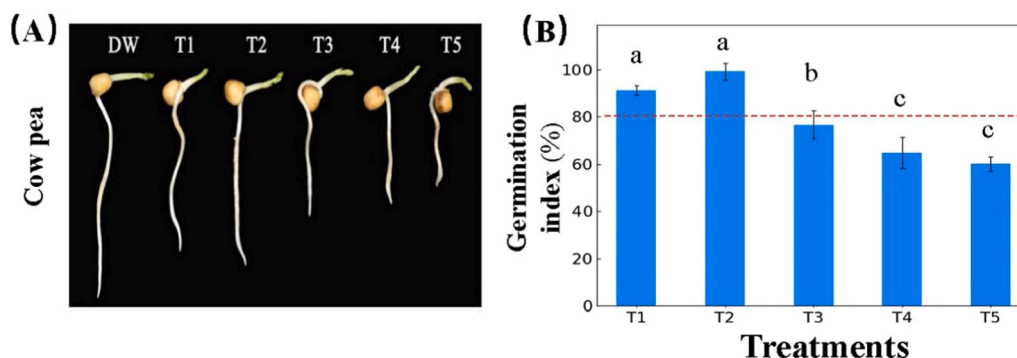 (A)
DW T1 T2 T3 T4 T5
Cow pea
(B)
Germination
index (%)
100
80
60
40
20
0
a
a
b
c
c
T1 T2 T3 T4 T5
Treatments